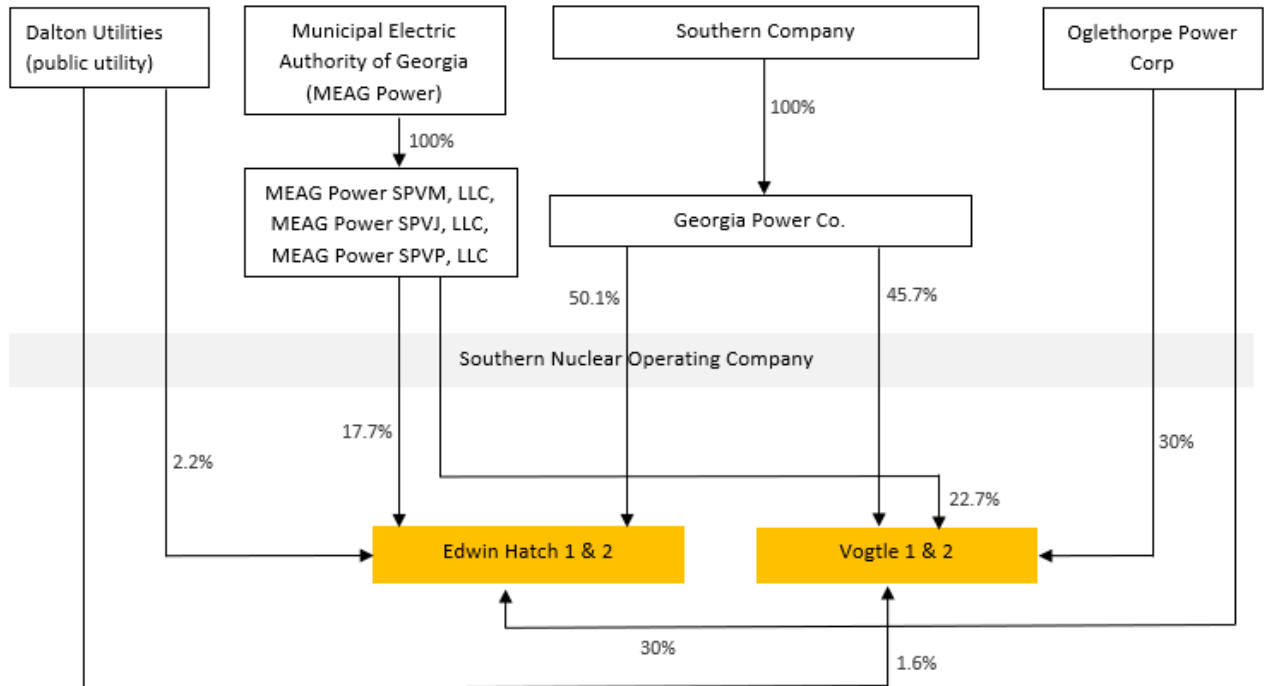 Dalton Utilities
(public utility)
Municipal Electric
Authority of Georgia
(MEAG Power)
Southern Company
Oglethorpe Power
Corp
100%
100%
MEAG Power SPVM, LLC,
MEAG Power SPVJ, LLC,
MEAG Power SPVP, LLC
Georgia Power Co.
50.1%
45.7%
Southern Nuclear Operating Company
17.7%
2.2%
30%
22.7%
Edwin Hatch 1 & 2
Vogtle 1 & 2
30%
1.6%